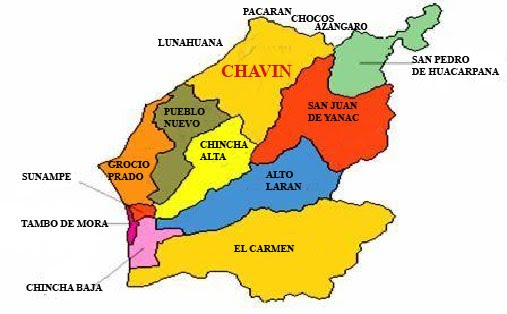 PACARAN
CHOCOS
AZANGARO
LUNAHUANA
SAN PEDRO
DE HUACARPANA
CHAVIN
SAN JUAN
DE YANAC
PUEBLO
NUEVO
CHINCHA
ALTA
GROCIO
PRADO
SUNAMPE
ALTO
LARAN
TAMBO DE MORA
EL CARMEN
CHINCHA BAJA